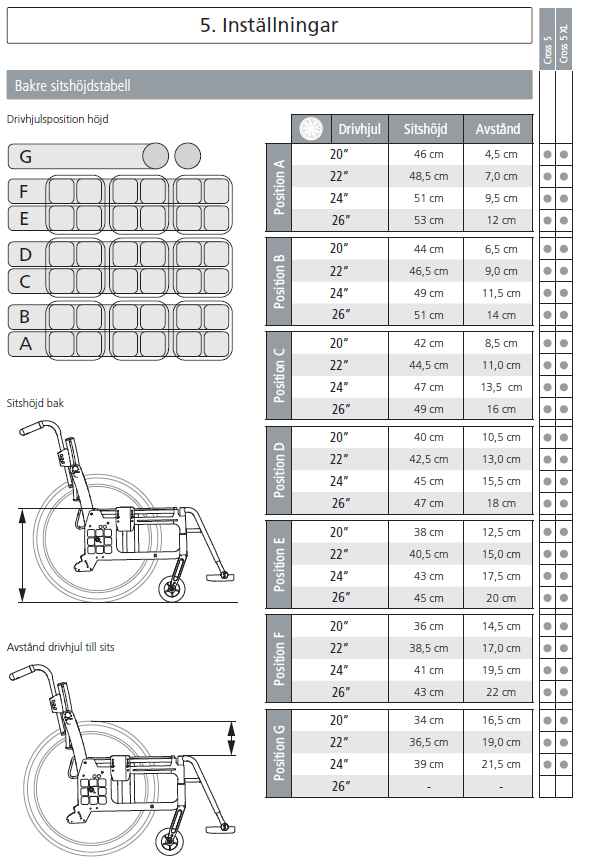 5. Inställningar
Cross 5
Cross 5 XL
Bakre sitshöjdstabell
Drivhjulsposition höjd
G
F
E
D
C
B
A
Sitshöjd bak
Avstånd drivhjul till sits
Drivhjul Sitshöjd Avstånd
Position A
20” 46 cm 4,5 cm
22” 48,5 cm 7,0 cm
24” 51 cm 9,5 cm
26” 53 cm 12 cm
Position B
20” 44 cm 6,5 cm
22” 46,5 cm 9,0 cm
24” 49 cm 11,5 cm
26” 51 cm 14 cm
Position C
20” 42 cm 8,5 cm
22” 44,5 cm 11,0 cm
24” 47 cm 13,5 cm
26” 49 cm 16 cm
Position D
20” 40 cm 10,5 cm
22” 42,5 cm 13,0 cm
24” 45 cm 15,5 cm
26” 47 cm 18 cm
Position E
20” 38 cm 12,5 cm
22” 40,5 cm 15,0 cm
24” 43 cm 17,5 cm
26” 45 cm 20 cm
Position F
20” 36 cm 14,5 cm
22” 38,5 cm 17,0 cm
24” 41 cm 19,5 cm
26” 43 cm 22 cm
Position G
20” 34 cm 16,5 cm
22” 36,5 cm 19,0 cm
24” 39 cm 21,5 cm
26” - -